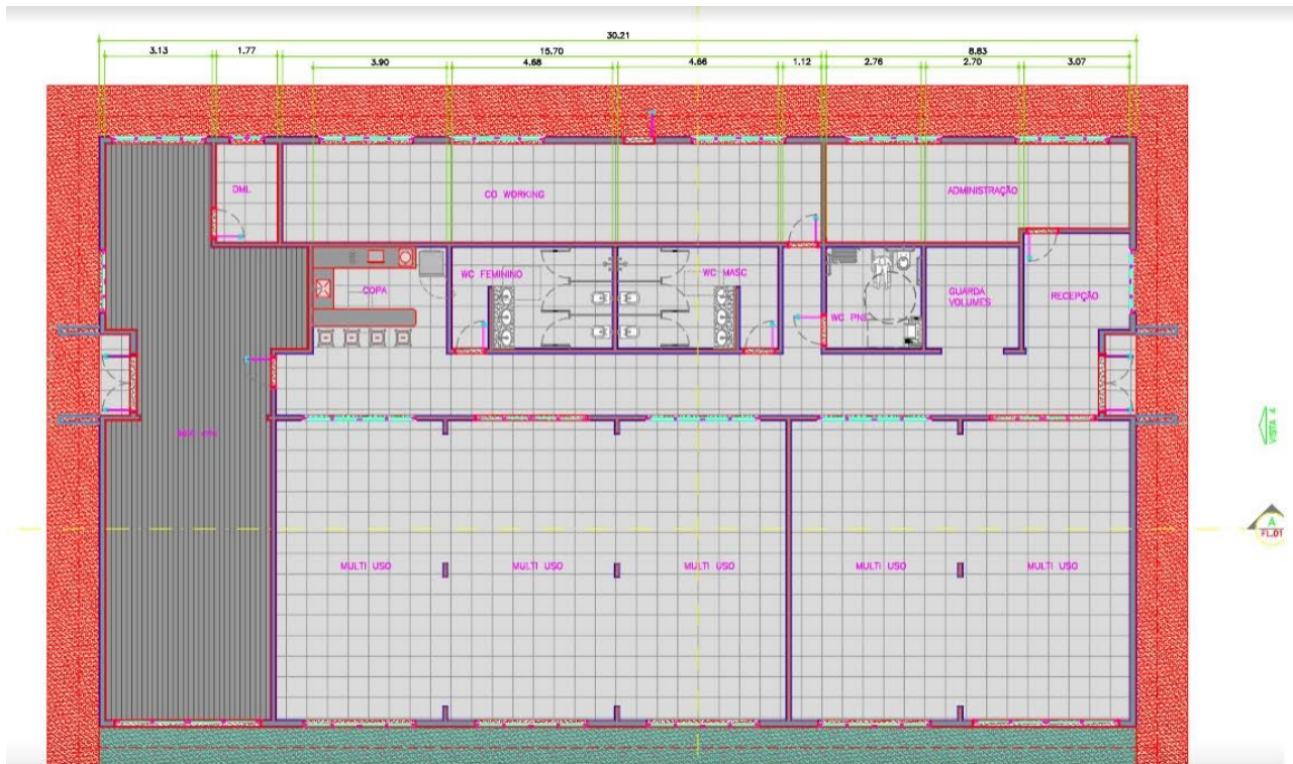 30.21
3.13
1.77
15.70
8.83
3.90
4.68
4.66
1.12
2.76
2.70
3.07
DML
CO WORKING
ADMINISTRAÇÃO
WC FEMININO
WC MASC
COPA
GUARDA
VOLUMES
RECEPÇÃO
WC PNE
VISTA
MULTI USO
MULTI USO
MULTI USO
MULTI USO
MULTI USO
A
FL.01